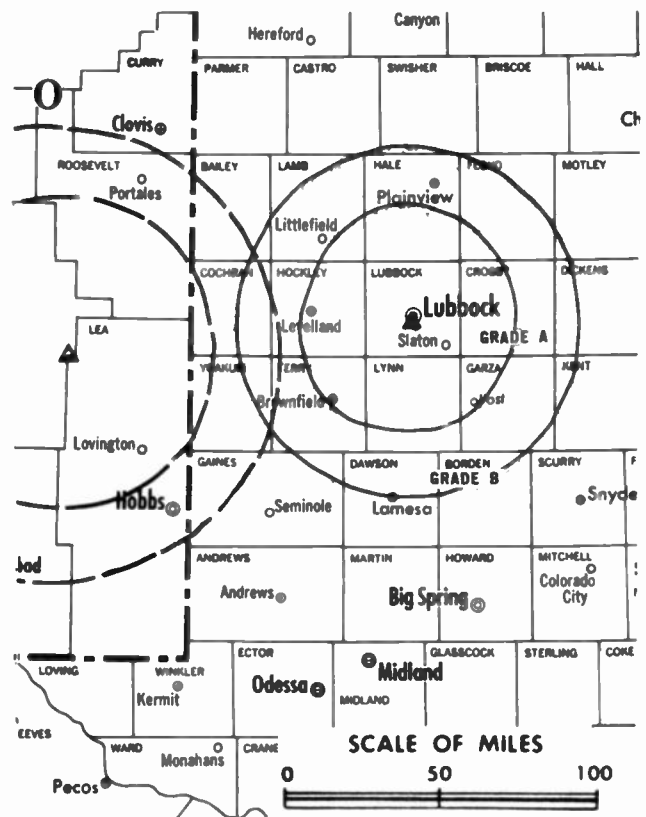 Canyon
Hereford
CURRY
PARMER
CASTRO
SWISHER
BRISCOE
HALL
O
Clovis
Ch
ROOSEVELT
BAILEY
LAMB
HALE
FLOYD
MOTLEY
Portales
Plainview
Littlefield
COCHRAN
HOCKLEY
LUBBOCK
CROSBY
DICKENS
Lubbock
LEA
Levelland
Slaton
GRADE A
YOAKUM
TERRY
LYNN
GARZA
KENT
Brownfield
Post
Lovington
GAINES
DAWSON
BORDEN
SCURRY
F
GRADE B
Hobbs
Seminole
Lamesa
Snyde
ANDREWS
MARTIN
HOWARD
MITCHELL
bad
Andrews
Big Spring
Colorado
City
ECTOR
GLASSCOCK
STERLING
COKE
LOVING
WINKLER
Midland
Kermit
Odessa
MIDLAND
EEVES
WARD
Monahans
CRANE
SCALE OF MILES
Pecos
0 50 100